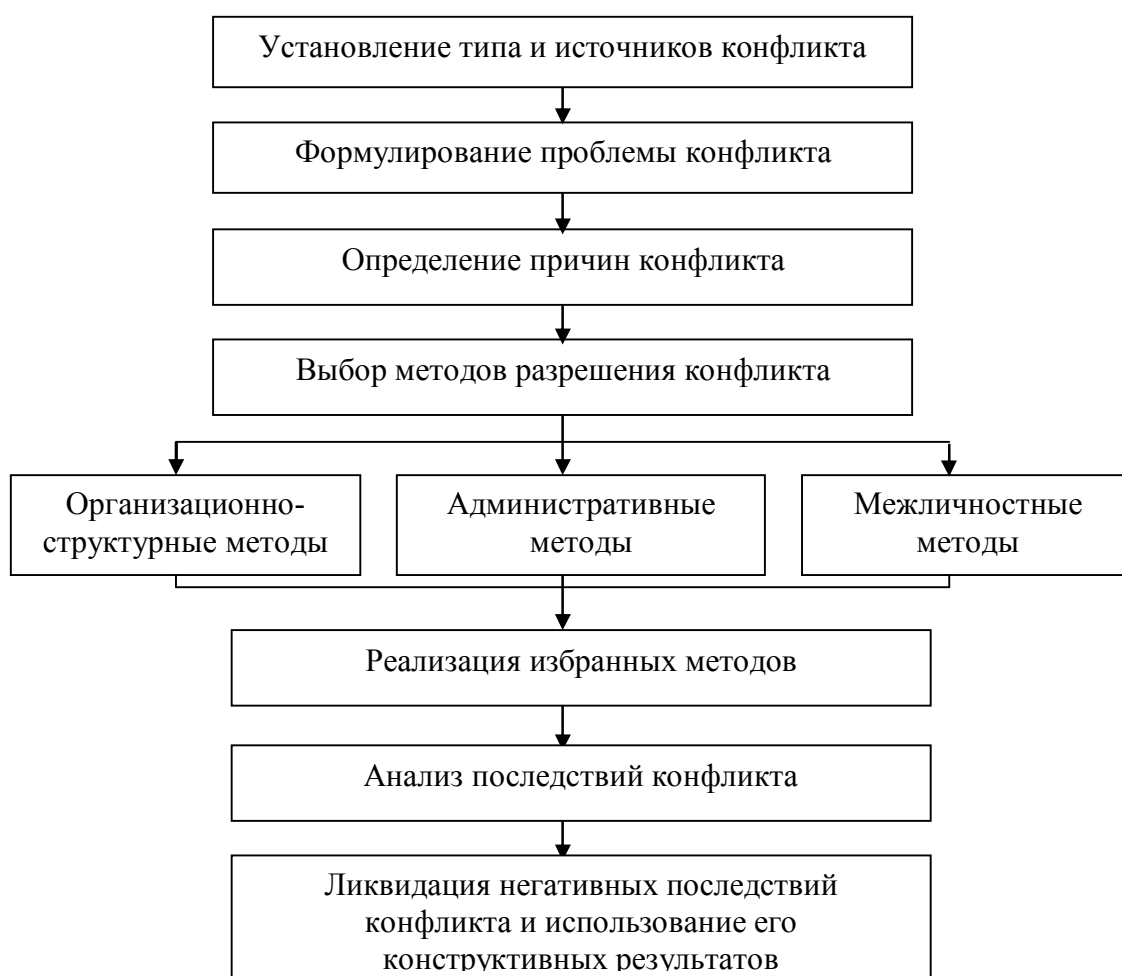 Установление типа и источников конфликта
Формулирование проблемы конфликта
Определение причин конфликта
Выбор методов разрешения конфликта
Организационно-
структурные методы
Административные
методы
Межличностные
методы
Реализация избранных методов
Анализ последствий конфликта
Ликвидация негативных последствий
конфликта и использование его
конструктивных результатов